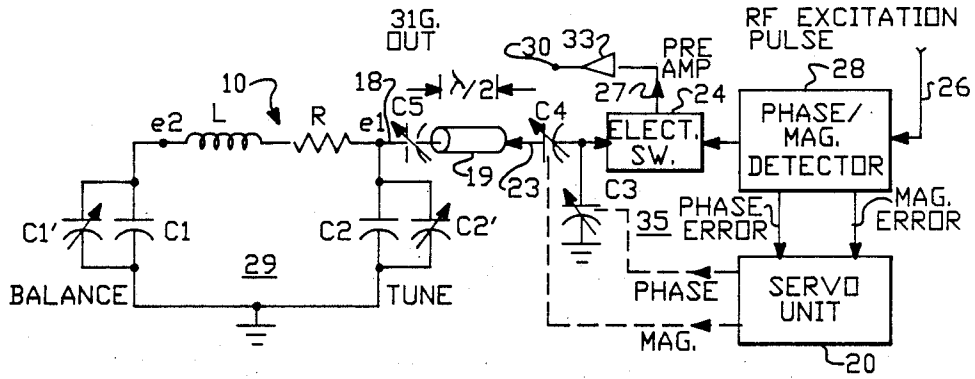 31G.
OUT
RF EXCITATION
PULSE
30
33
PRE
AMP
28
26
10
18
C5
λ/2
C4
27
24
e2
L
R
e1
ELECT.
SW.
PHASE/
MAG.
DETECTOR
19
23
C3
C1'
C1
C2
C2'
35
PHASE
ERROR
MAG.
ERROR
29
BALANCE
TUNE
PHASE
MAG.
SERVO
UNIT
20